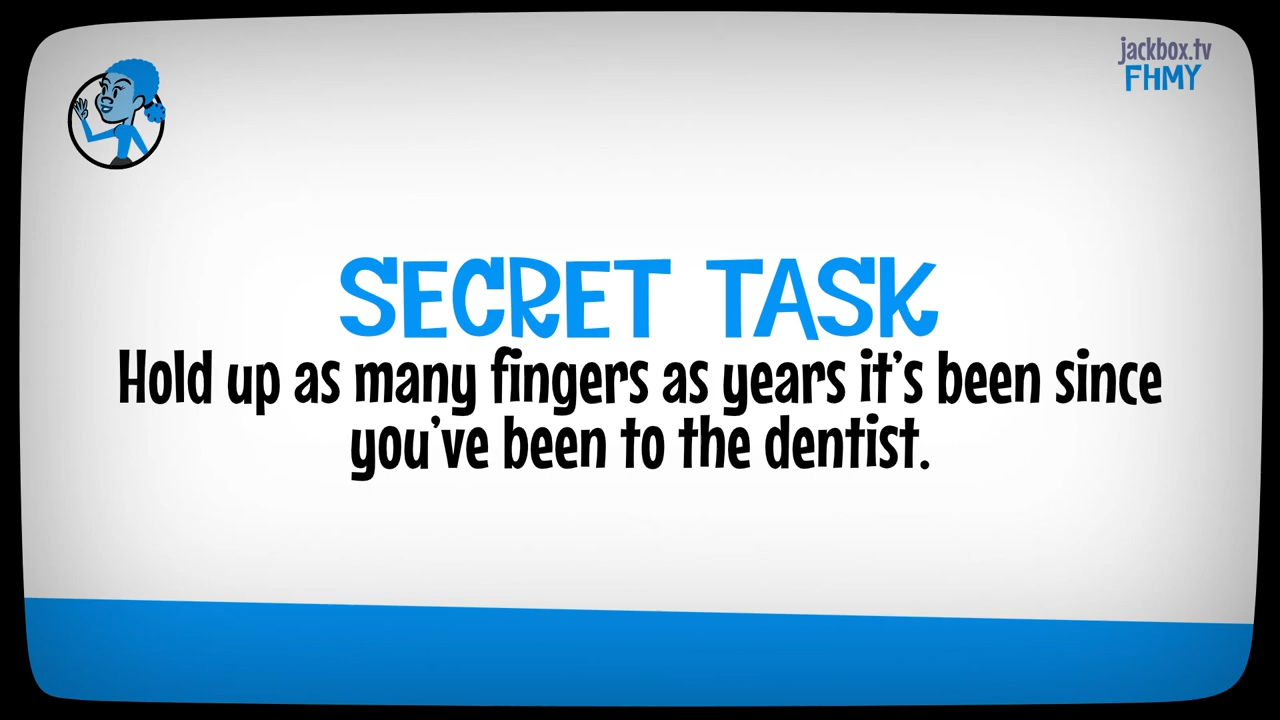 jackbox.tv
FHMY
SECRET TASK
Hold up as many fingers as years it's been since
you've been to the dentist.